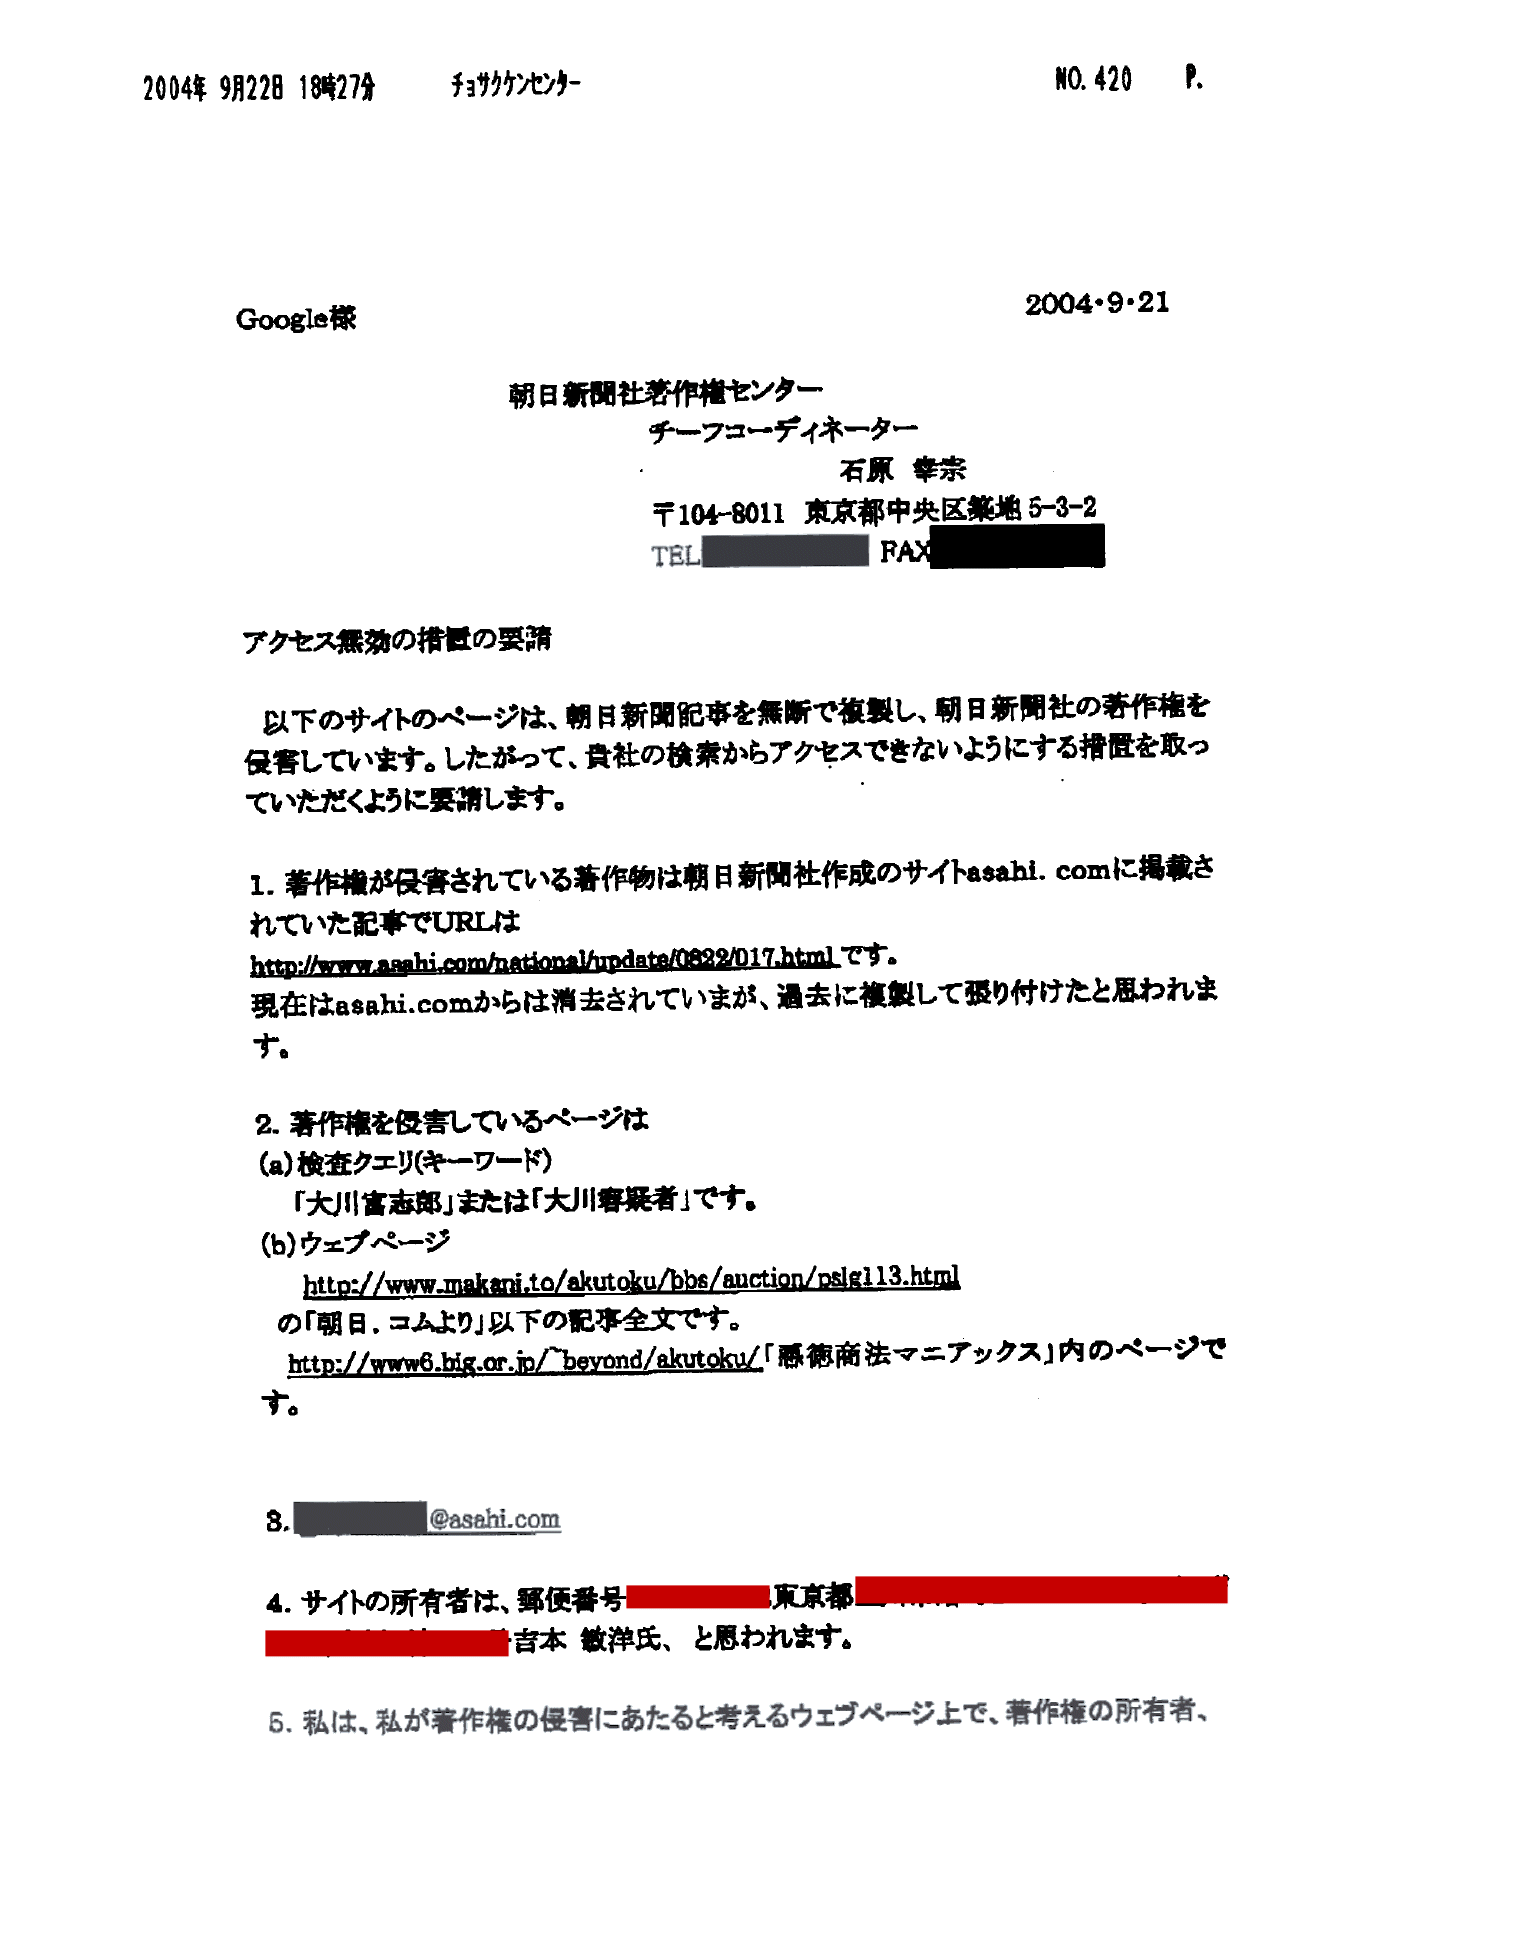 2004年 9月22日 18時27分 チョサクケンセンター NO. 420 P.
2004・9・21
Google様
朝日新聞社著作権センター
チーフコーディネーター
石原 幸宗
〒104-8011 東京都中央区築地 5-3-2
TEL FAX
アクセス無効の措置の要請
以下のサイトのページは、朝日新聞記事を無断で複製し、朝日新聞社の著作権を
侵害しています。したがって、貴社の検索からアクセスできないようにする措置を取っ
ていただくように要請します。
1. 著作権が侵害されている著作物は朝日新聞社作成のサイトasahi. comに掲載さ
れていた記事でURLは
http://www.asahi.com/national/update/0822/017.html です。
現在はasahi.comからは消去されていまが、過去に複製して張り付けたと思われま
す。
2. 著作権を侵害しているページは
(a)検査クエリ(キーワード)
「大川富志郎」または「大川容疑者」です。
(b)ウェブページ
http://www.makani.to/akutoku/bbs/auction/pslg113.html
の「朝日. コムより」以下の記事全文です。
http://www6.big.or.jp/~beyond/akutoku/「悪徳商法マニアックス」内のページで
す。
3. @asahi.com
4. サイトの所有者は、郵便番号 東京都
吉本 敏洋氏、と思われます。
5. 私は、私が著作権の侵害にあたると考えるウェブページ上で、著作権の所有者、